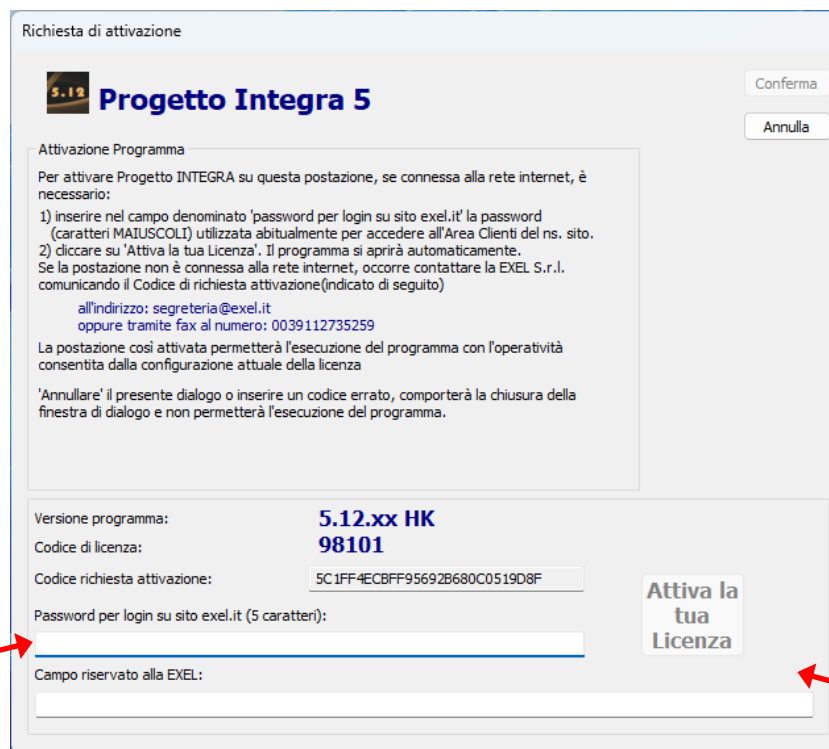 Richiesta di attivazione
5.12
Progetto Integra 5
Conferma
Annulla
Attivazione Programma
Per attivare Progetto INTEGRA su questa postazione, se connessa alla rete internet, è
necessario:
1) inserire nel campo denominato 'password per login su sito exel.it' la password
(caratteri MAIUSCOLI) utilizzata abitualmente per accedere all'Area Clienti del ns. sito.
2) cliccare su 'Attiva la tua Licenza'. Il programma si aprirà automaticamente.
Se la postazione non è connessa alla rete internet, occorre contattare la EXEL S.r.l.
comunicando il Codice di richiesta attivazione(indicato di seguito)
all'indirizzo: segreteria@exel.it
oppure tramite fax al numero: 0039112735259
La postazione così attivata permetterà l'esecuzione del programma con l'operatività
consentita dalla configurazione attuale della licenza
'Annullare' il presente dialogo o inserire un codice errato, comporterà la chiusura della
finestra di dialogo e non permetterà l'esecuzione del programma.
Versione programma:
5.12.xx HK
Codice di licenza:
98101
Codice richiesta attivazione:
5C1FF4ECBFF95692B680C0519D8F
Attiva la
tua
Licenza
Password per login su sito exel.it (5 caratteri):
Campo riservato alla EXEL: